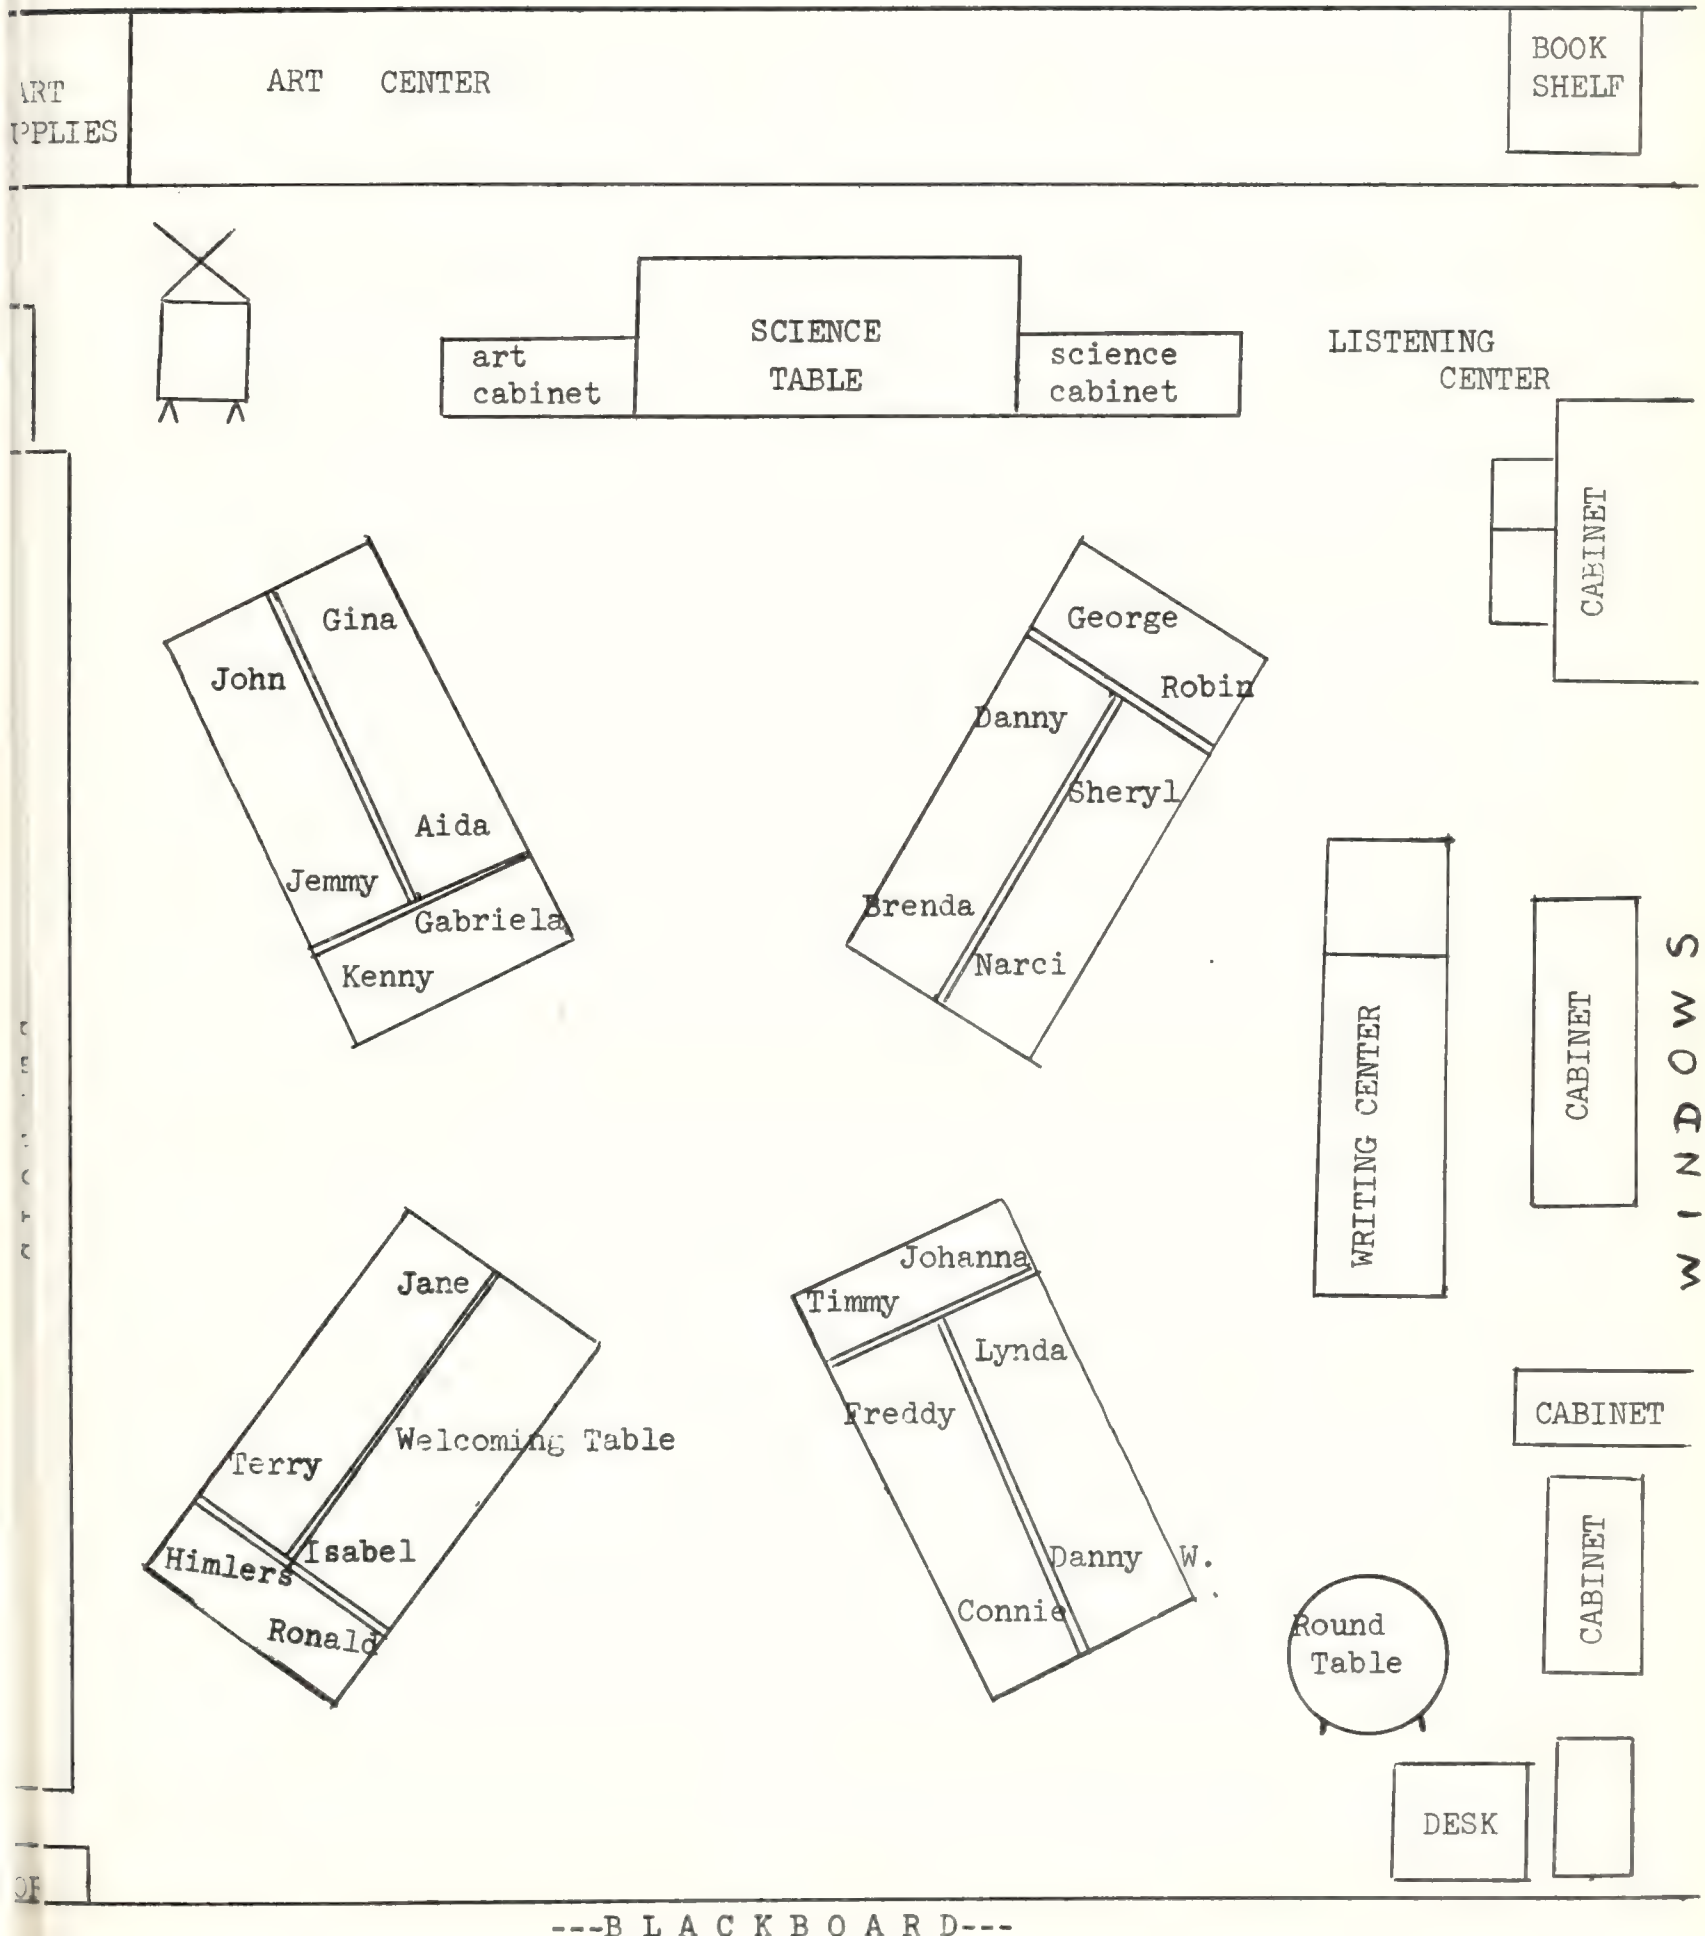 ART CENTER
BOOK
SHELF
SCIENCE
TABLE
art
cabinet
science
cabinet
LISTENING
CENTER
CABINET
Gina
John
Aida
Jemmy
Gabriela
Kenny
George
Robin
Danny
Sheryl
Brenda
Narci
WRITING CENTER
CABINET
WINDOWS
Jane
Welcoming Table
Terry
Isabel
Himlers
Ronald
Johanna
Timmy
Lynda
Freddy
Danny W.
Connie
CABINET
CABINET
Round
Table
DESK
---BLACKBOARD---